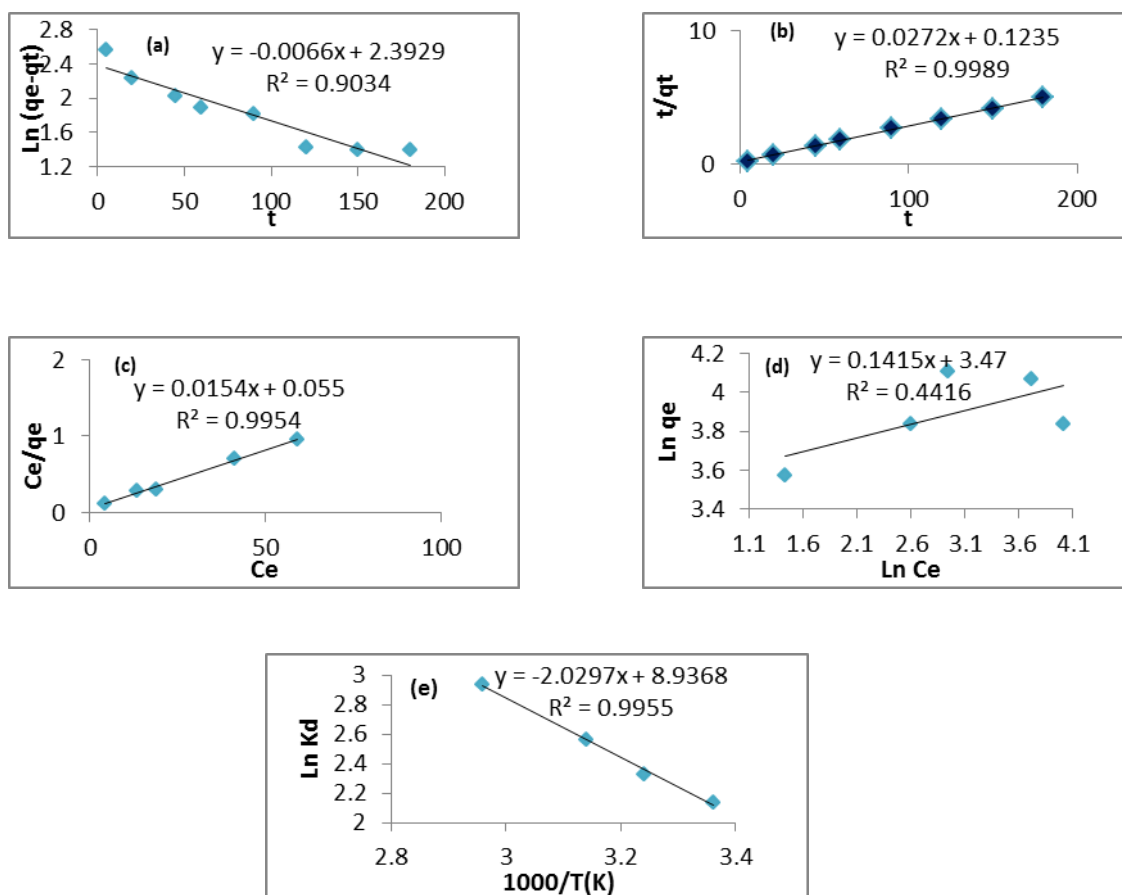 (a)
y = -0.0066x + 2.3929
R² = 0.9034
Ln (qe-qt)
2.8
2.4
2
1.6
1.2
0 50 100 150 200
t
(b)
y = 0.0272x + 0.1235
R² = 0.9989
t/qt
10
0
0 100 200
t
(c)
y = 0.0154x + 0.055
R² = 0.9954
Ce/qe
2
1
0
0 50 100
Ce
(d)
y = 0.1415x + 3.47
R² = 0.4416
Ln qe
4.2
4
3.8
3.6
3.4
1.1 1.6 2.1 2.6 3.1 3.6 4.1
Ln Ce
(e)
y = -2.0297x + 8.9368
R² = 0.9955
Ln Kd
3
2.8
2.6
2.4
2.2
2
2.8 3 3.2 3.4
1000/T(K)